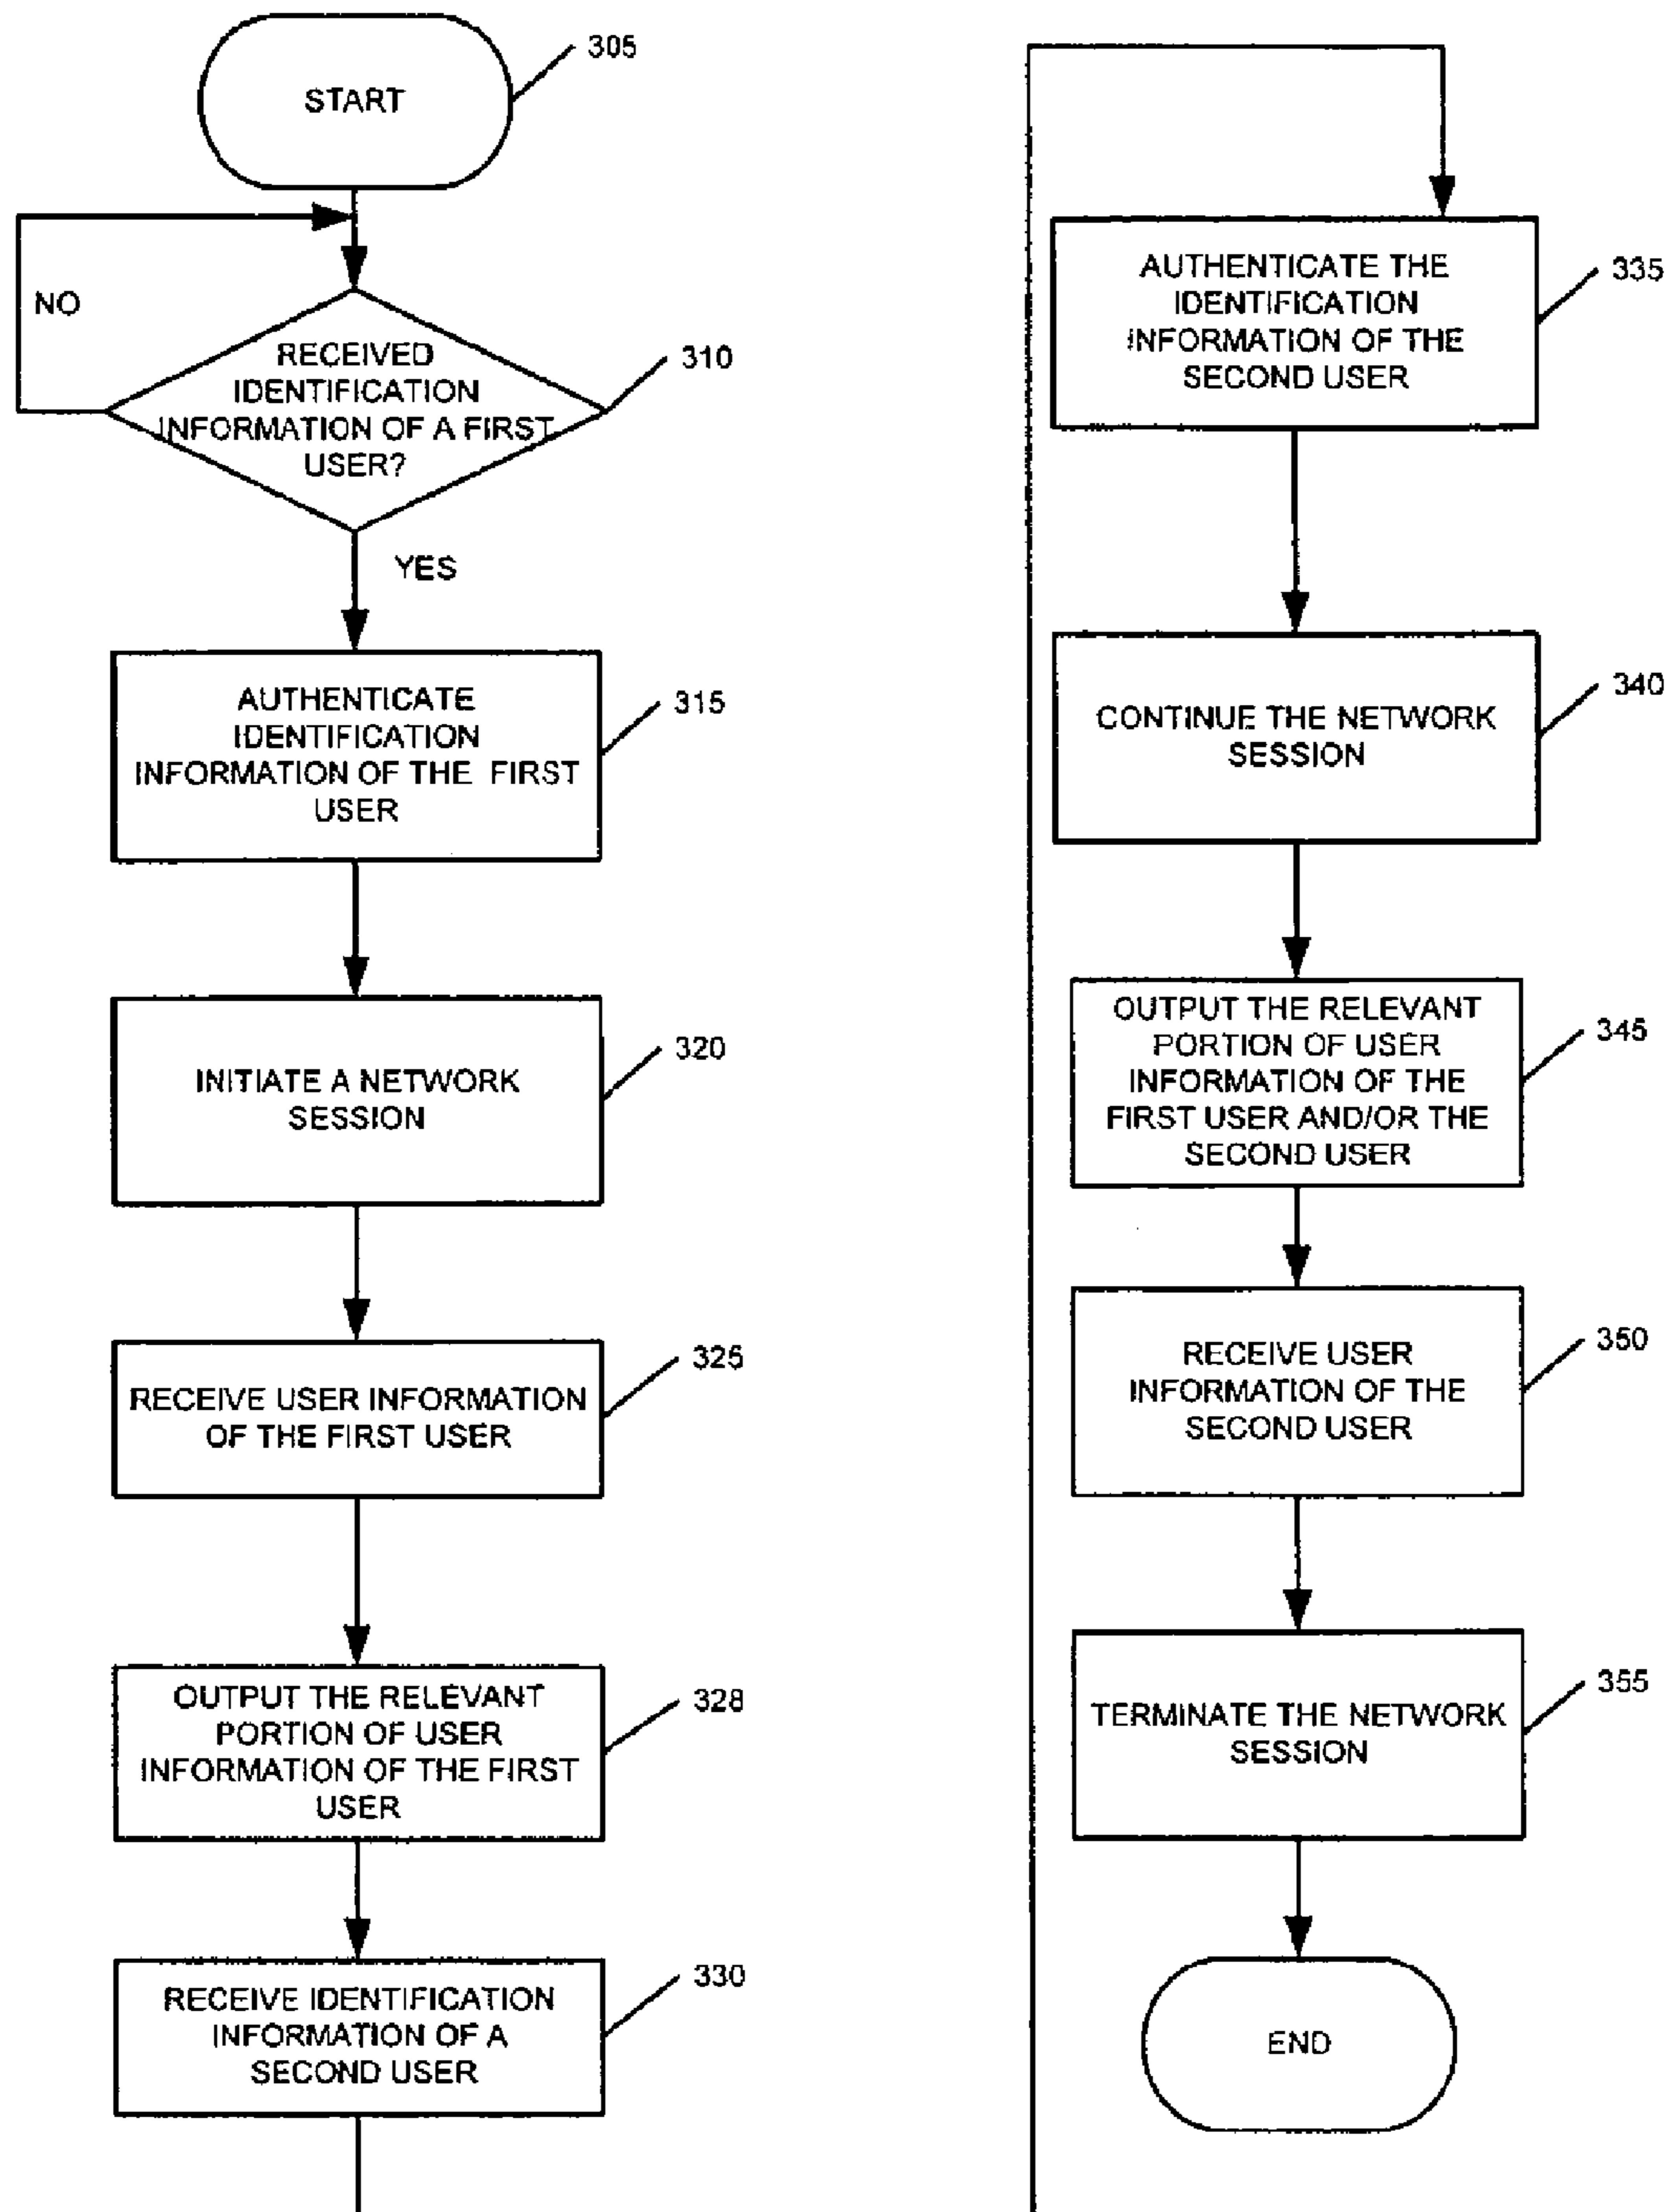 START
305
NO
RECEIVED
IDENTIFICATION
INFORMATION OF A FIRST
USER?
310
YES
AUTHENTICATE
IDENTIFICATION
INFORMATION OF THE FIRST
USER
315
INITIATE A NETWORK
SESSION
320
RECEIVE USER INFORMATION
OF THE FIRST USER
325
OUTPUT THE RELEVANT
PORTION OF USER
INFORMATION OF THE FIRST
USER
328
RECEIVE IDENTIFICATION
INFORMATION OF A
SECOND USER
330
AUTHENTICATE THE
IDENTIFICATION
INFORMATION OF THE
SECOND USER
335
CONTINUE THE NETWORK
SESSION
340
OUTPUT THE RELEVANT
PORTION OF USER
INFORMATION OF THE
FIRST USER AND/OR THE
SECOND USER
345
RECEIVE USER
INFORMATION OF THE
SECOND USER
350
TERMINATE THE NETWORK
SESSION
355
END